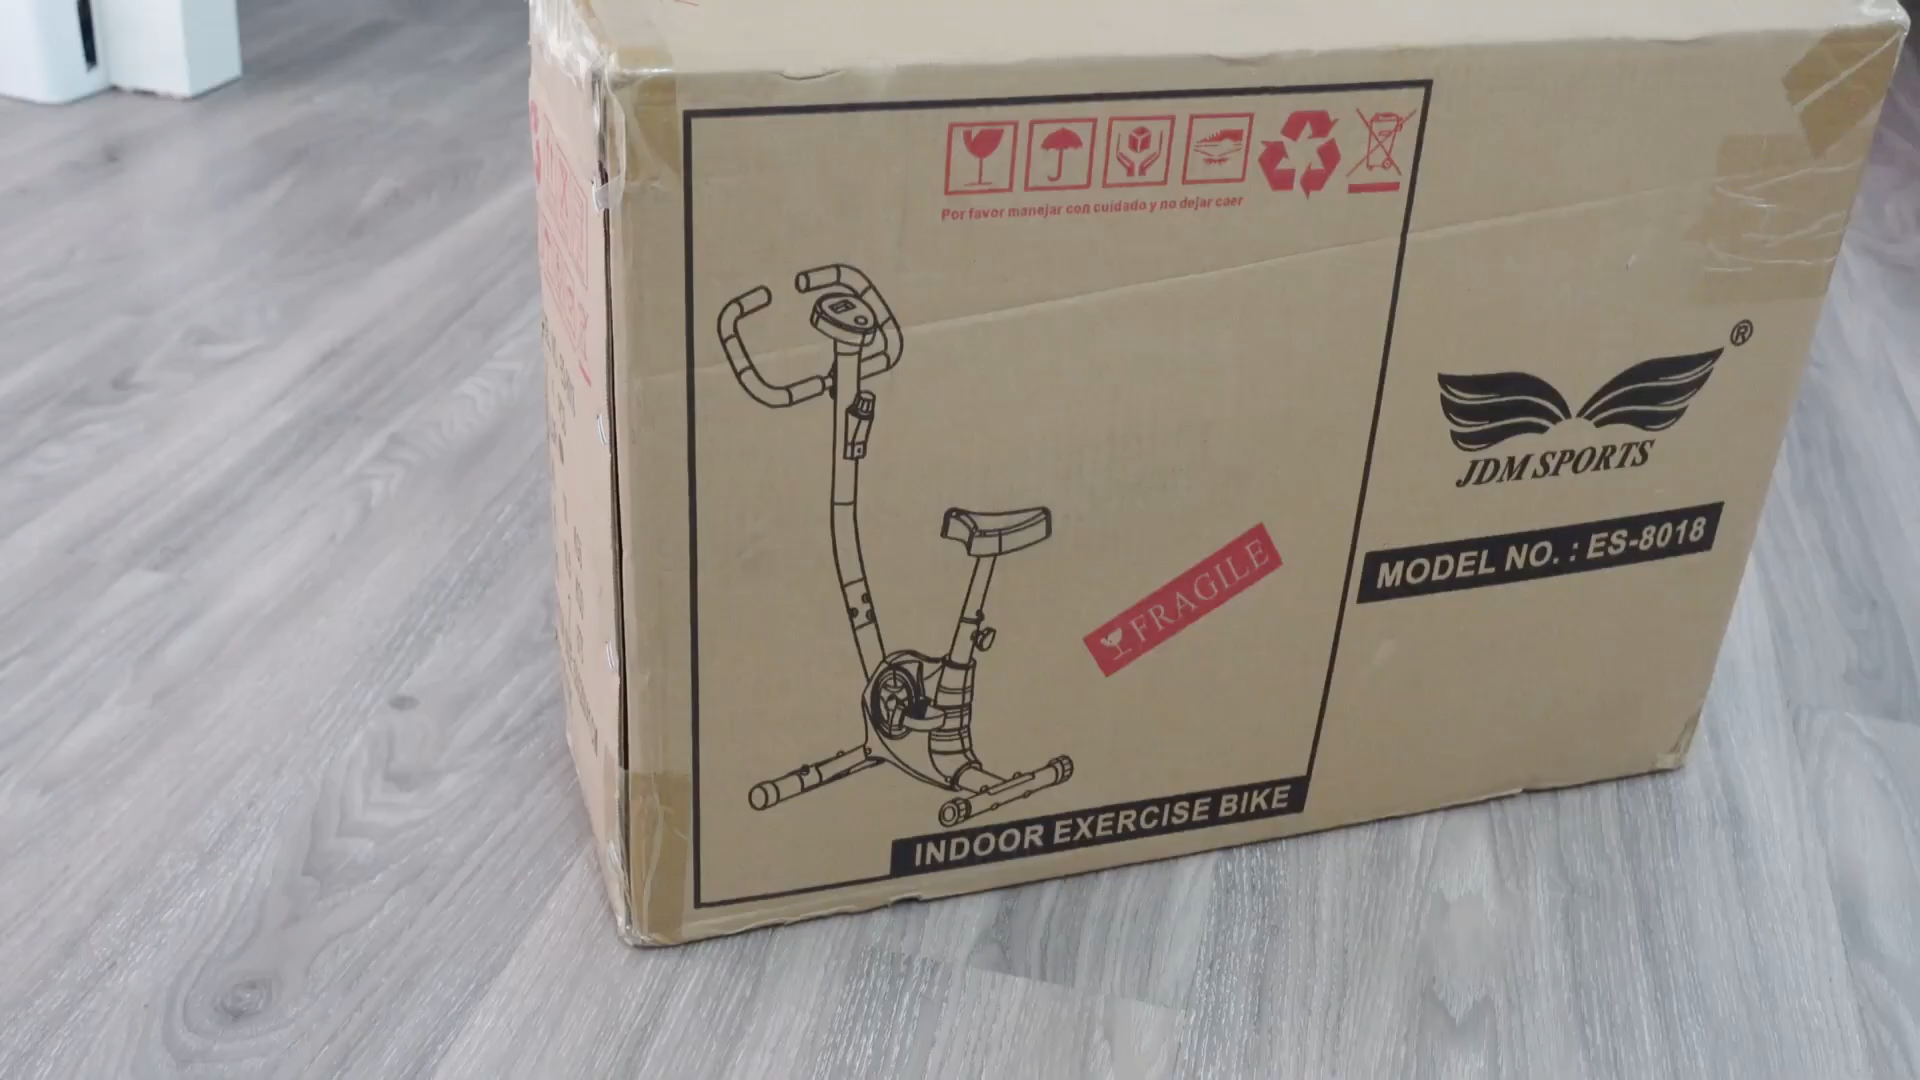 Por favor manejar con cuidado y no dejar caer
®
JDM SPORTS
MODEL NO. : ES-8018
FRAGILE
INDOOR EXERCISE BIKE